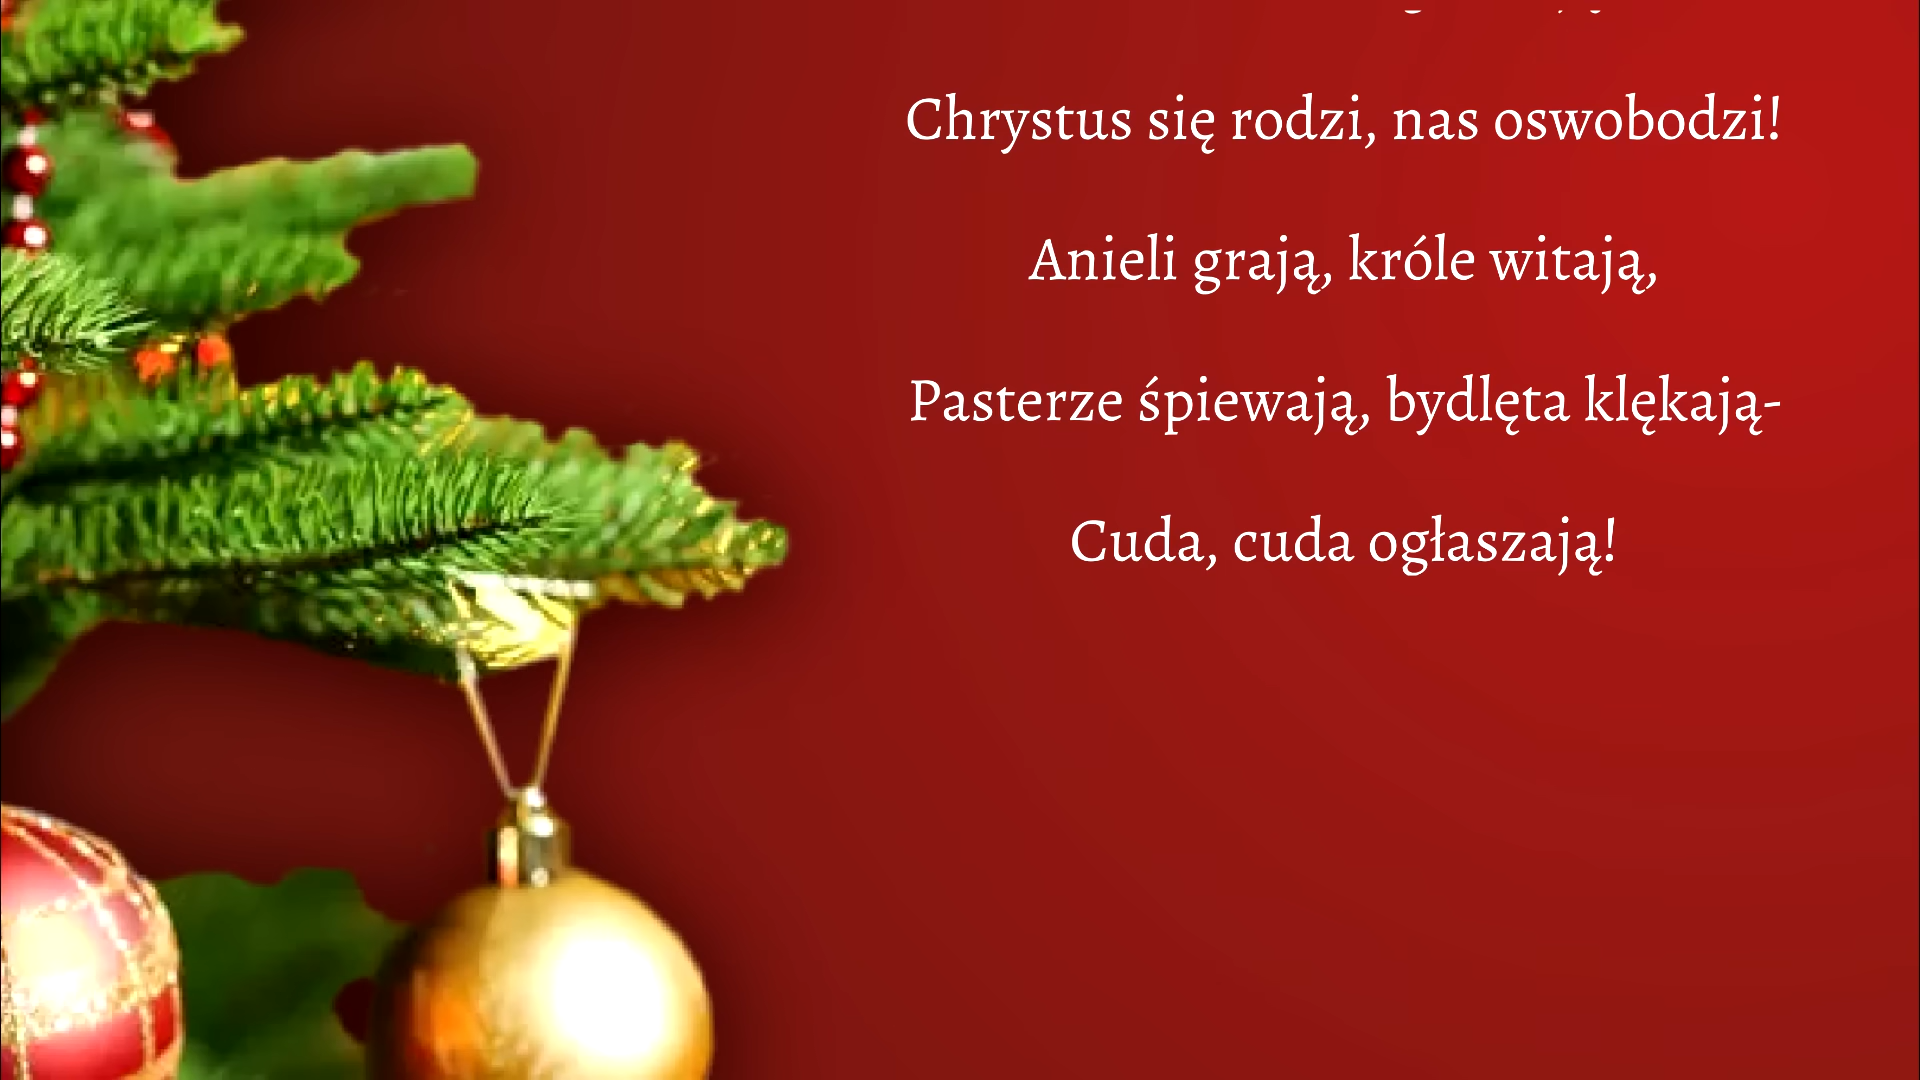 Chrystus się rodzi, nas oswobodzi!
Anieli grają, króle witają,
Pasterze śpiewają, bydlęta klękają-
Cuda, cuda ogłaszają!